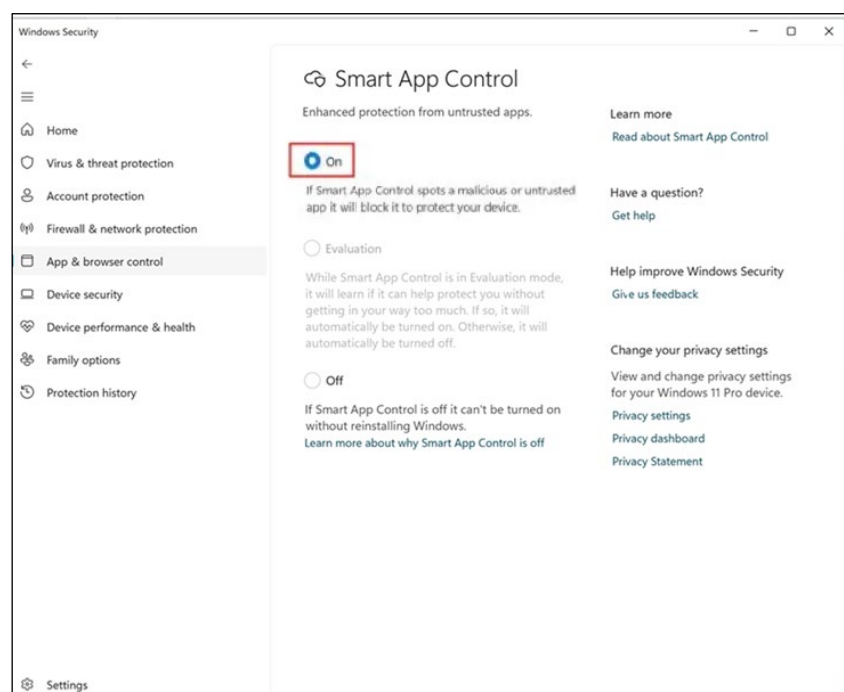 Windows Security
Home
Virus & threat protection
Account protection
Firewall & network protection
App & browser control
Device security
Device performance & health
Family options
Protection history
Settings
Smart App Control
Enhanced protection from untrusted apps.
On
If Smart App Control spots a malicious or untrusted
app it will block it to protect your device.
Evaluation
While Smart App Control is in Evaluation mode,
it will learn if it can help protect you without
getting in your way too much. If so, it will
automatically be turned on. Otherwise, it will
automatically be turned off.
Off
If Smart App Control is off it can't be turned on
without reinstalling Windows.
Learn more about why Smart App Control is off
Learn more
Read about Smart App Control
Have a question?
Get help
Help improve Windows Security
Give us feedback
Change your privacy settings
View and change privacy settings
for your Windows 11 Pro device.
Privacy settings
Privacy dashboard
Privacy Statement